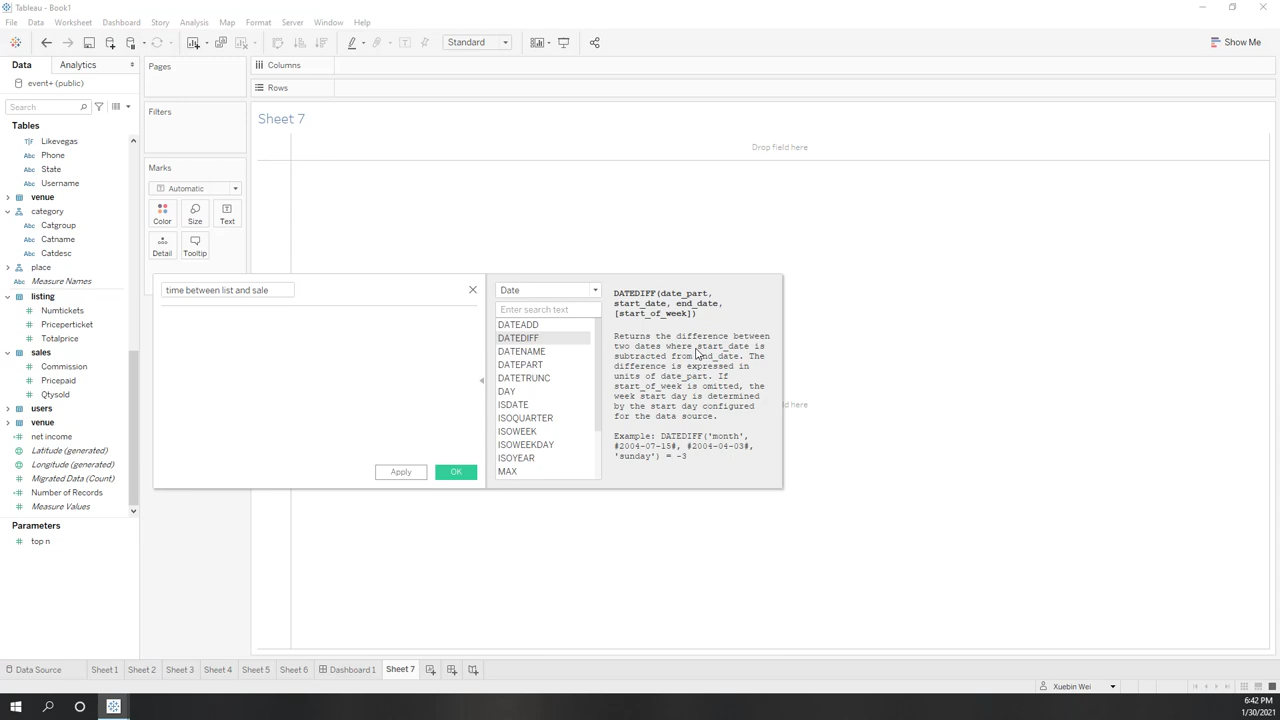 Tableau - Book1
File Data Worksheet Dashboard Story Analysis Map Format Server Window Help
Standard
Show Me
Data Analytics
event+ (public)
Search
Tables
Likevegas
Abc Phone
Abc State
Abc Username
venue
category
Abc Catgroup
Abc Catname
Abc Catdesc
place
Abc Measure Names
listing
# Numtickets
# Priceperticket
# Totalprice
sales
# Commission
# Pricepaid
# Qtysold
users
venue
net income
Latitude (generated)
Longitude (generated)
Migrated Data (Count)
Number of Records
Measure Values
Parameters
# top n
Pages
Filters
Marks
Automatic
Color Size Text
Detail Tooltip
Columns
Rows
Sheet 7
Drop field here
time between list and sale
Apply OK
Date
Enter search text
DATEADD
DATEDIFF
DATENAME
DATEPART
DATETRUNC
DAY
ISDATE
ISOQUARTER
ISOWEEK
ISOWEEKDAY
ISOYEAR
MAX
DATEDIFF(date_part,
start_date, end_date,
[start_of_week])
Returns the difference between
two dates where start_date is
subtracted from end_date. The
difference is expressed in
units of date_part. If
start_of_week is omitted, the
week start day is determined
by the start day configured
for the data source.
Example: DATEDIFF('month',
#2004-07-15#, #2004-04-03#,
'sunday') = -3
d here
Data Source Sheet 1 Sheet 2 Sheet 3 Sheet 4 Sheet 5 Sheet 6 Dashboard 1 Sheet 7
Xuebin Wei
6:42 PM
1/30/2021